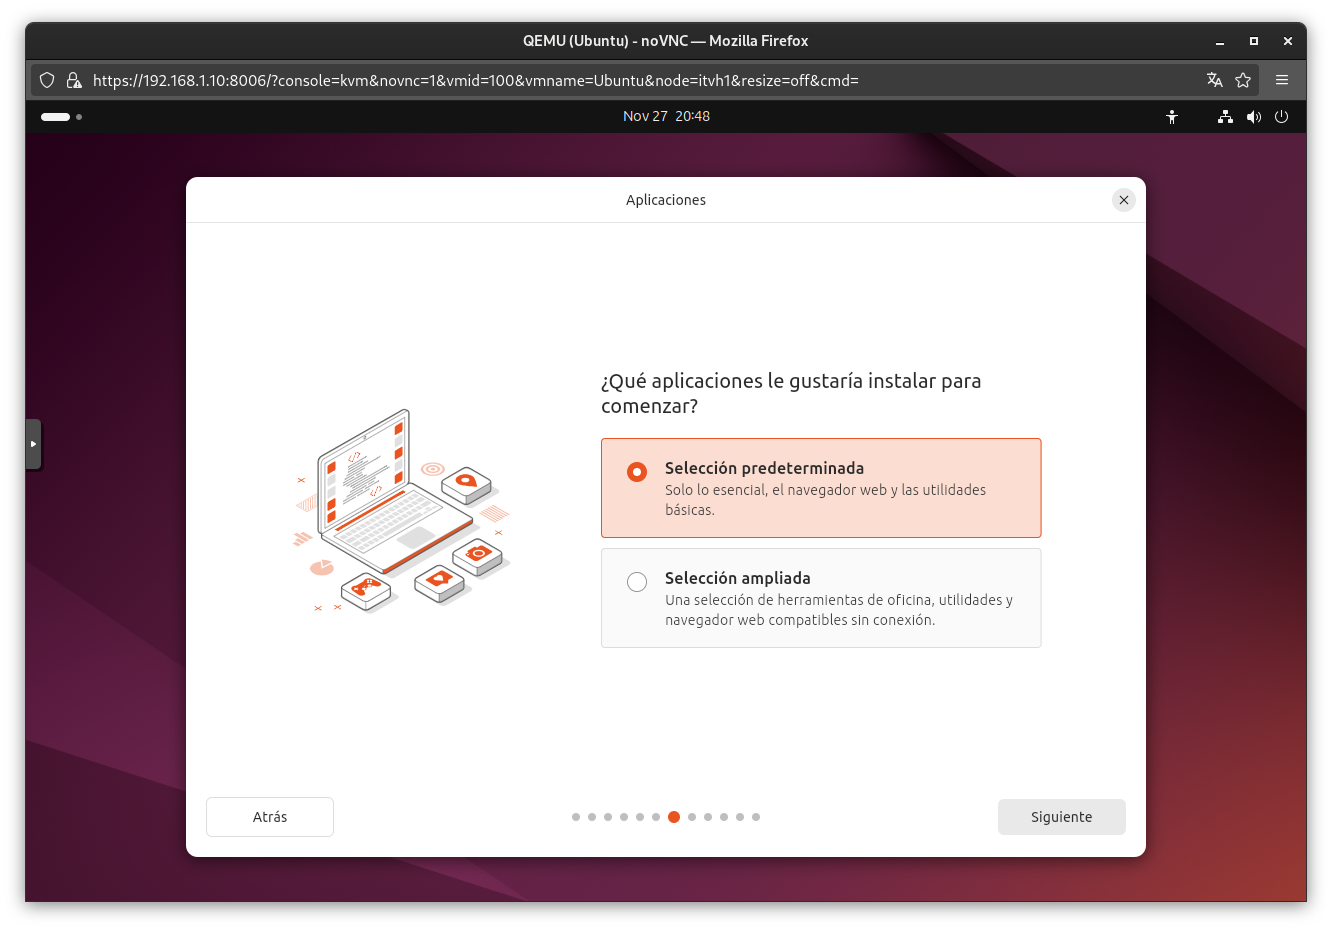 QEMU (Ubuntu) - noVNC — Mozilla Firefox
https://192.168.1.10:8006/?console=kvm&novnc=1&vmid=100&vmname=Ubuntu&node=itvh1&resize=off&cmd=
Nov 27 20:48
Aplicaciones
¿Qué aplicaciones le gustaría instalar para
comenzar?
Selección predeterminada
Solo lo esencial, el navegador web y las utilidades
básicas.
Selección ampliada
Una selección de herramientas de oficina, utilidades y
navegador web compatibles sin conexión.
Atrás
Siguiente